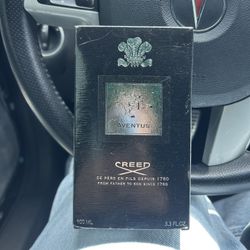 AVENTUS
CREED
DE PÈRE EN FILS DEPUIS 1760
FROM FATHER TO SON SINCE 1760
100 ML 3.3 FL.OZ